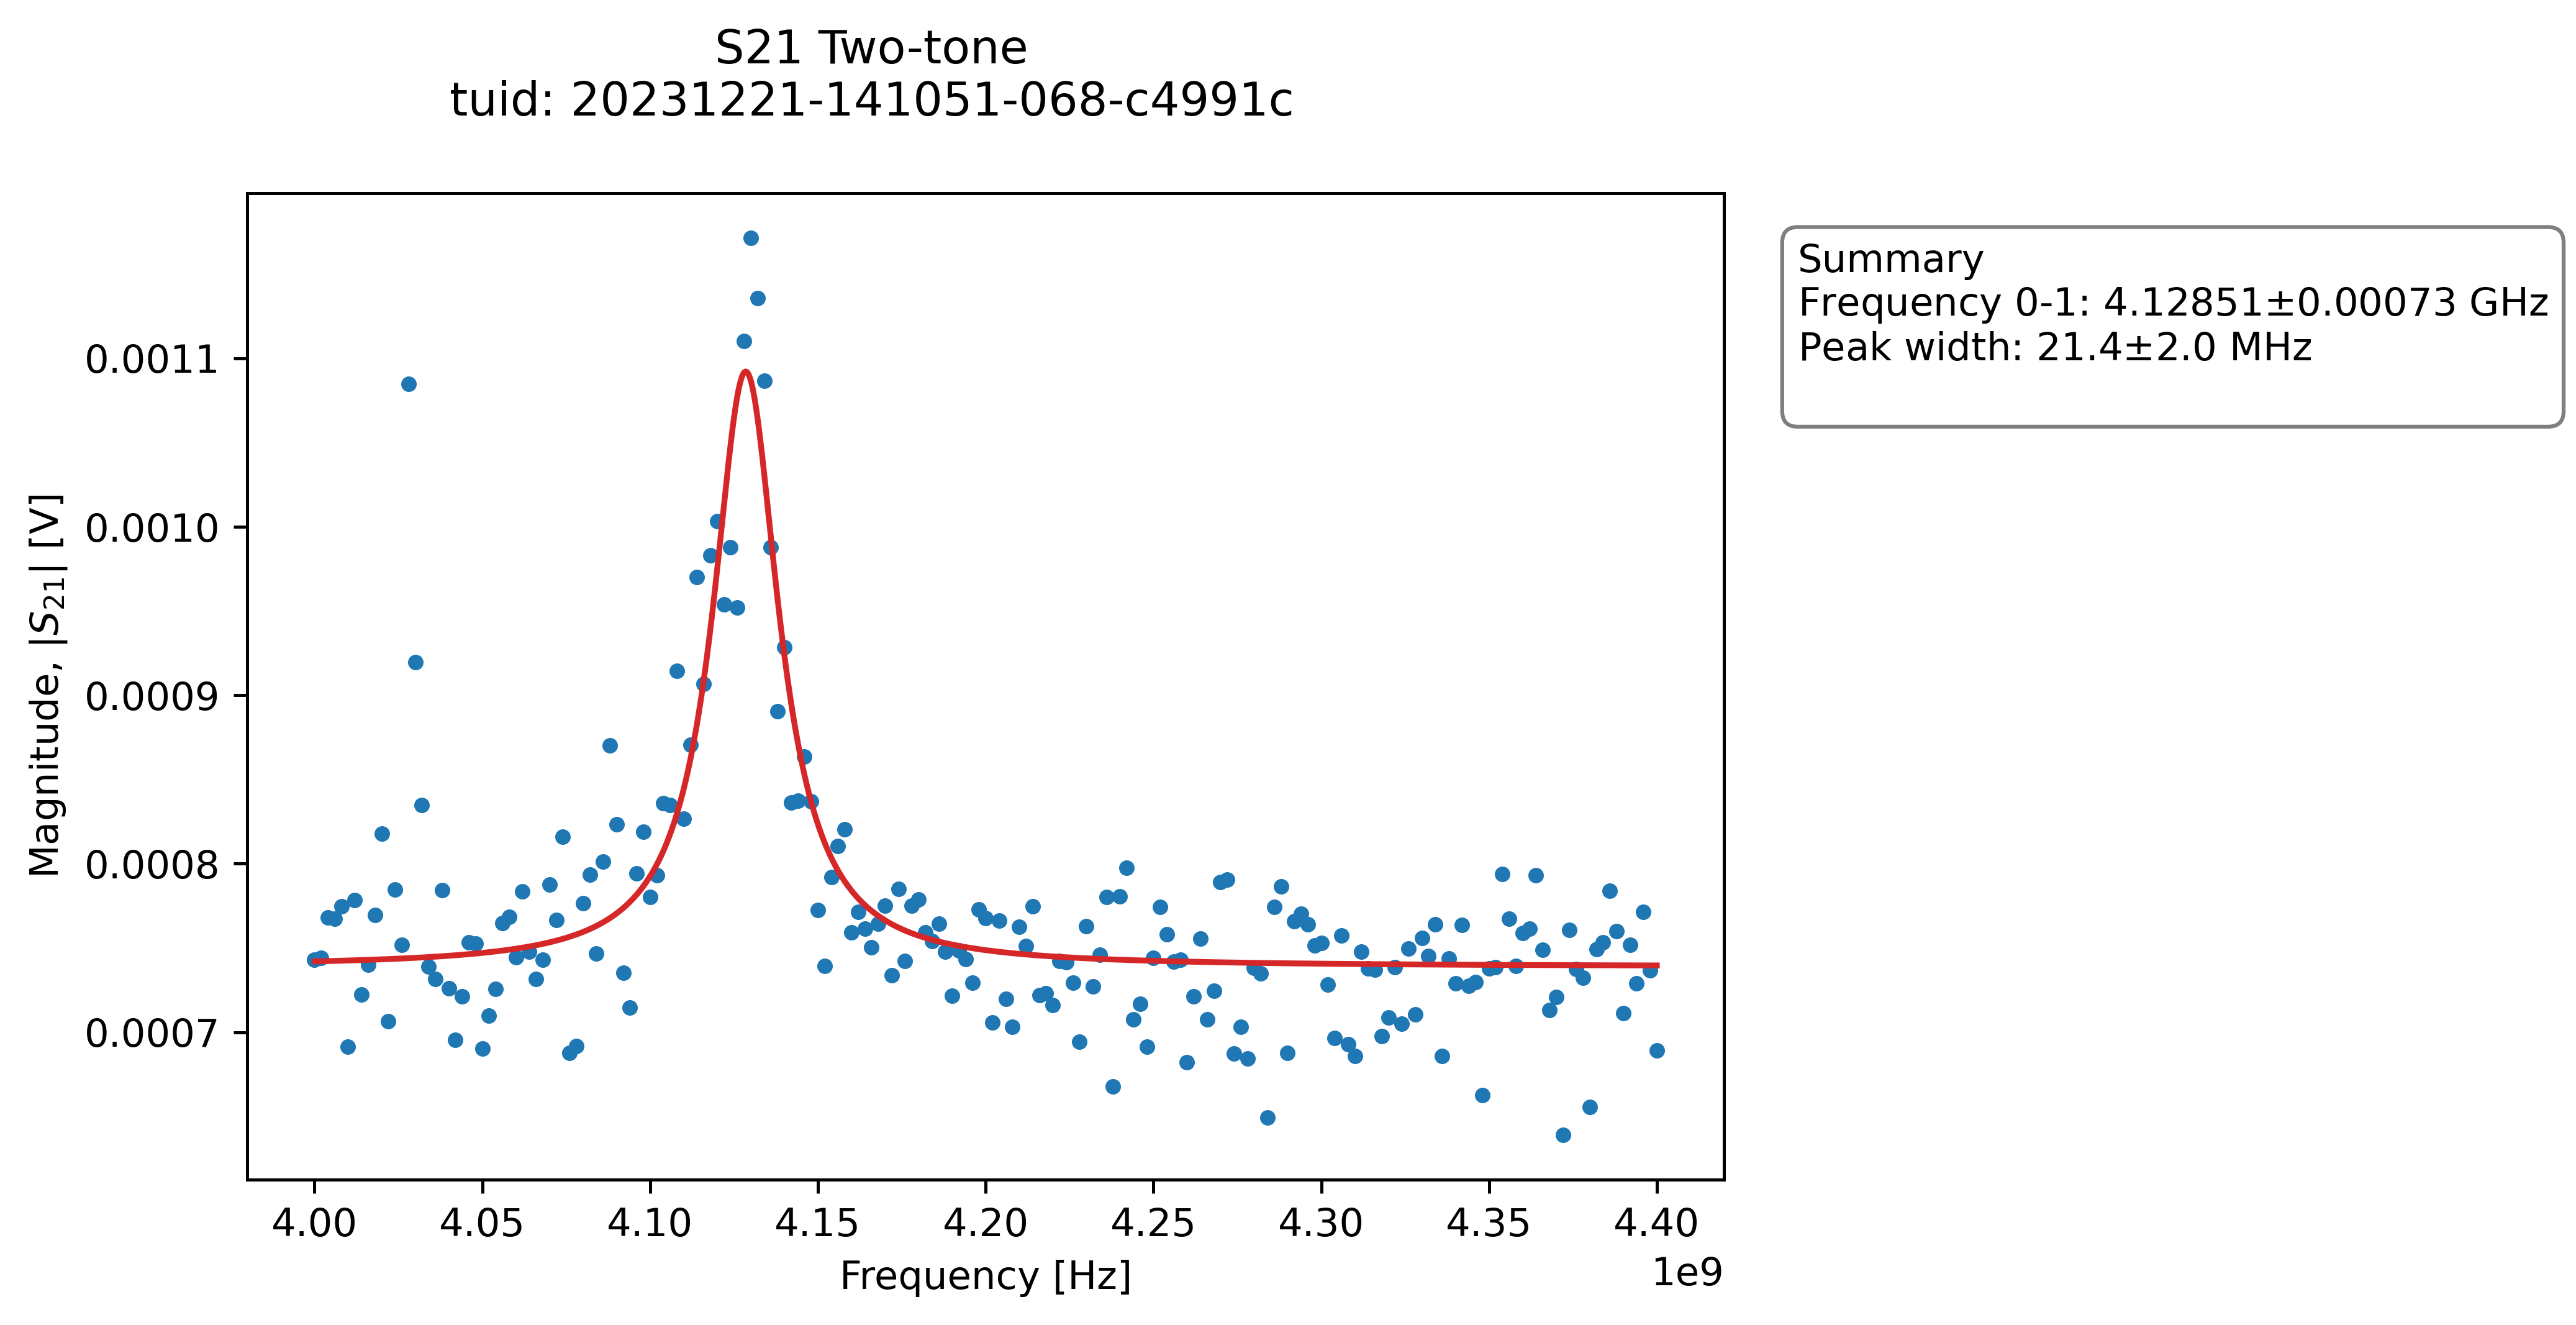 S21 Two-tone
tuid: 20231221-141051-068-c4991c
Summary
Frequency 0-1: 4.12851±0.00073 GHz
Peak width: 21.4±2.0 MHz
Magnitude, |S₂₁| [V]
0.0011
0.0010
0.0009
0.0008
0.0007
4.00 4.05 4.10 4.15 4.20 4.25 4.30 4.35 4.40
1e9
Frequency [Hz]